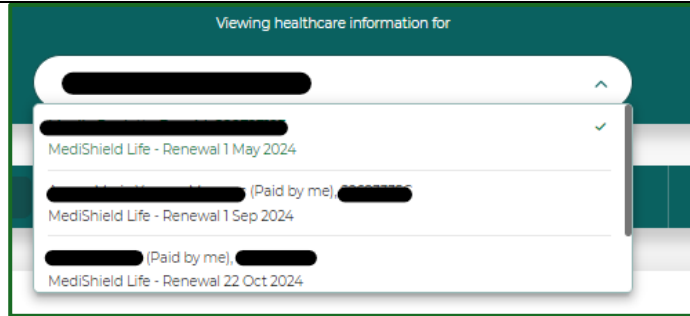 Viewing healthcare information for
MediShield Life - Renewal 1 May 2024
(Paid by me),
MediShield Life - Renewal 1 Sep 2024
(Paid by me),
MediShield Life - Renewal 22 Oct 2024